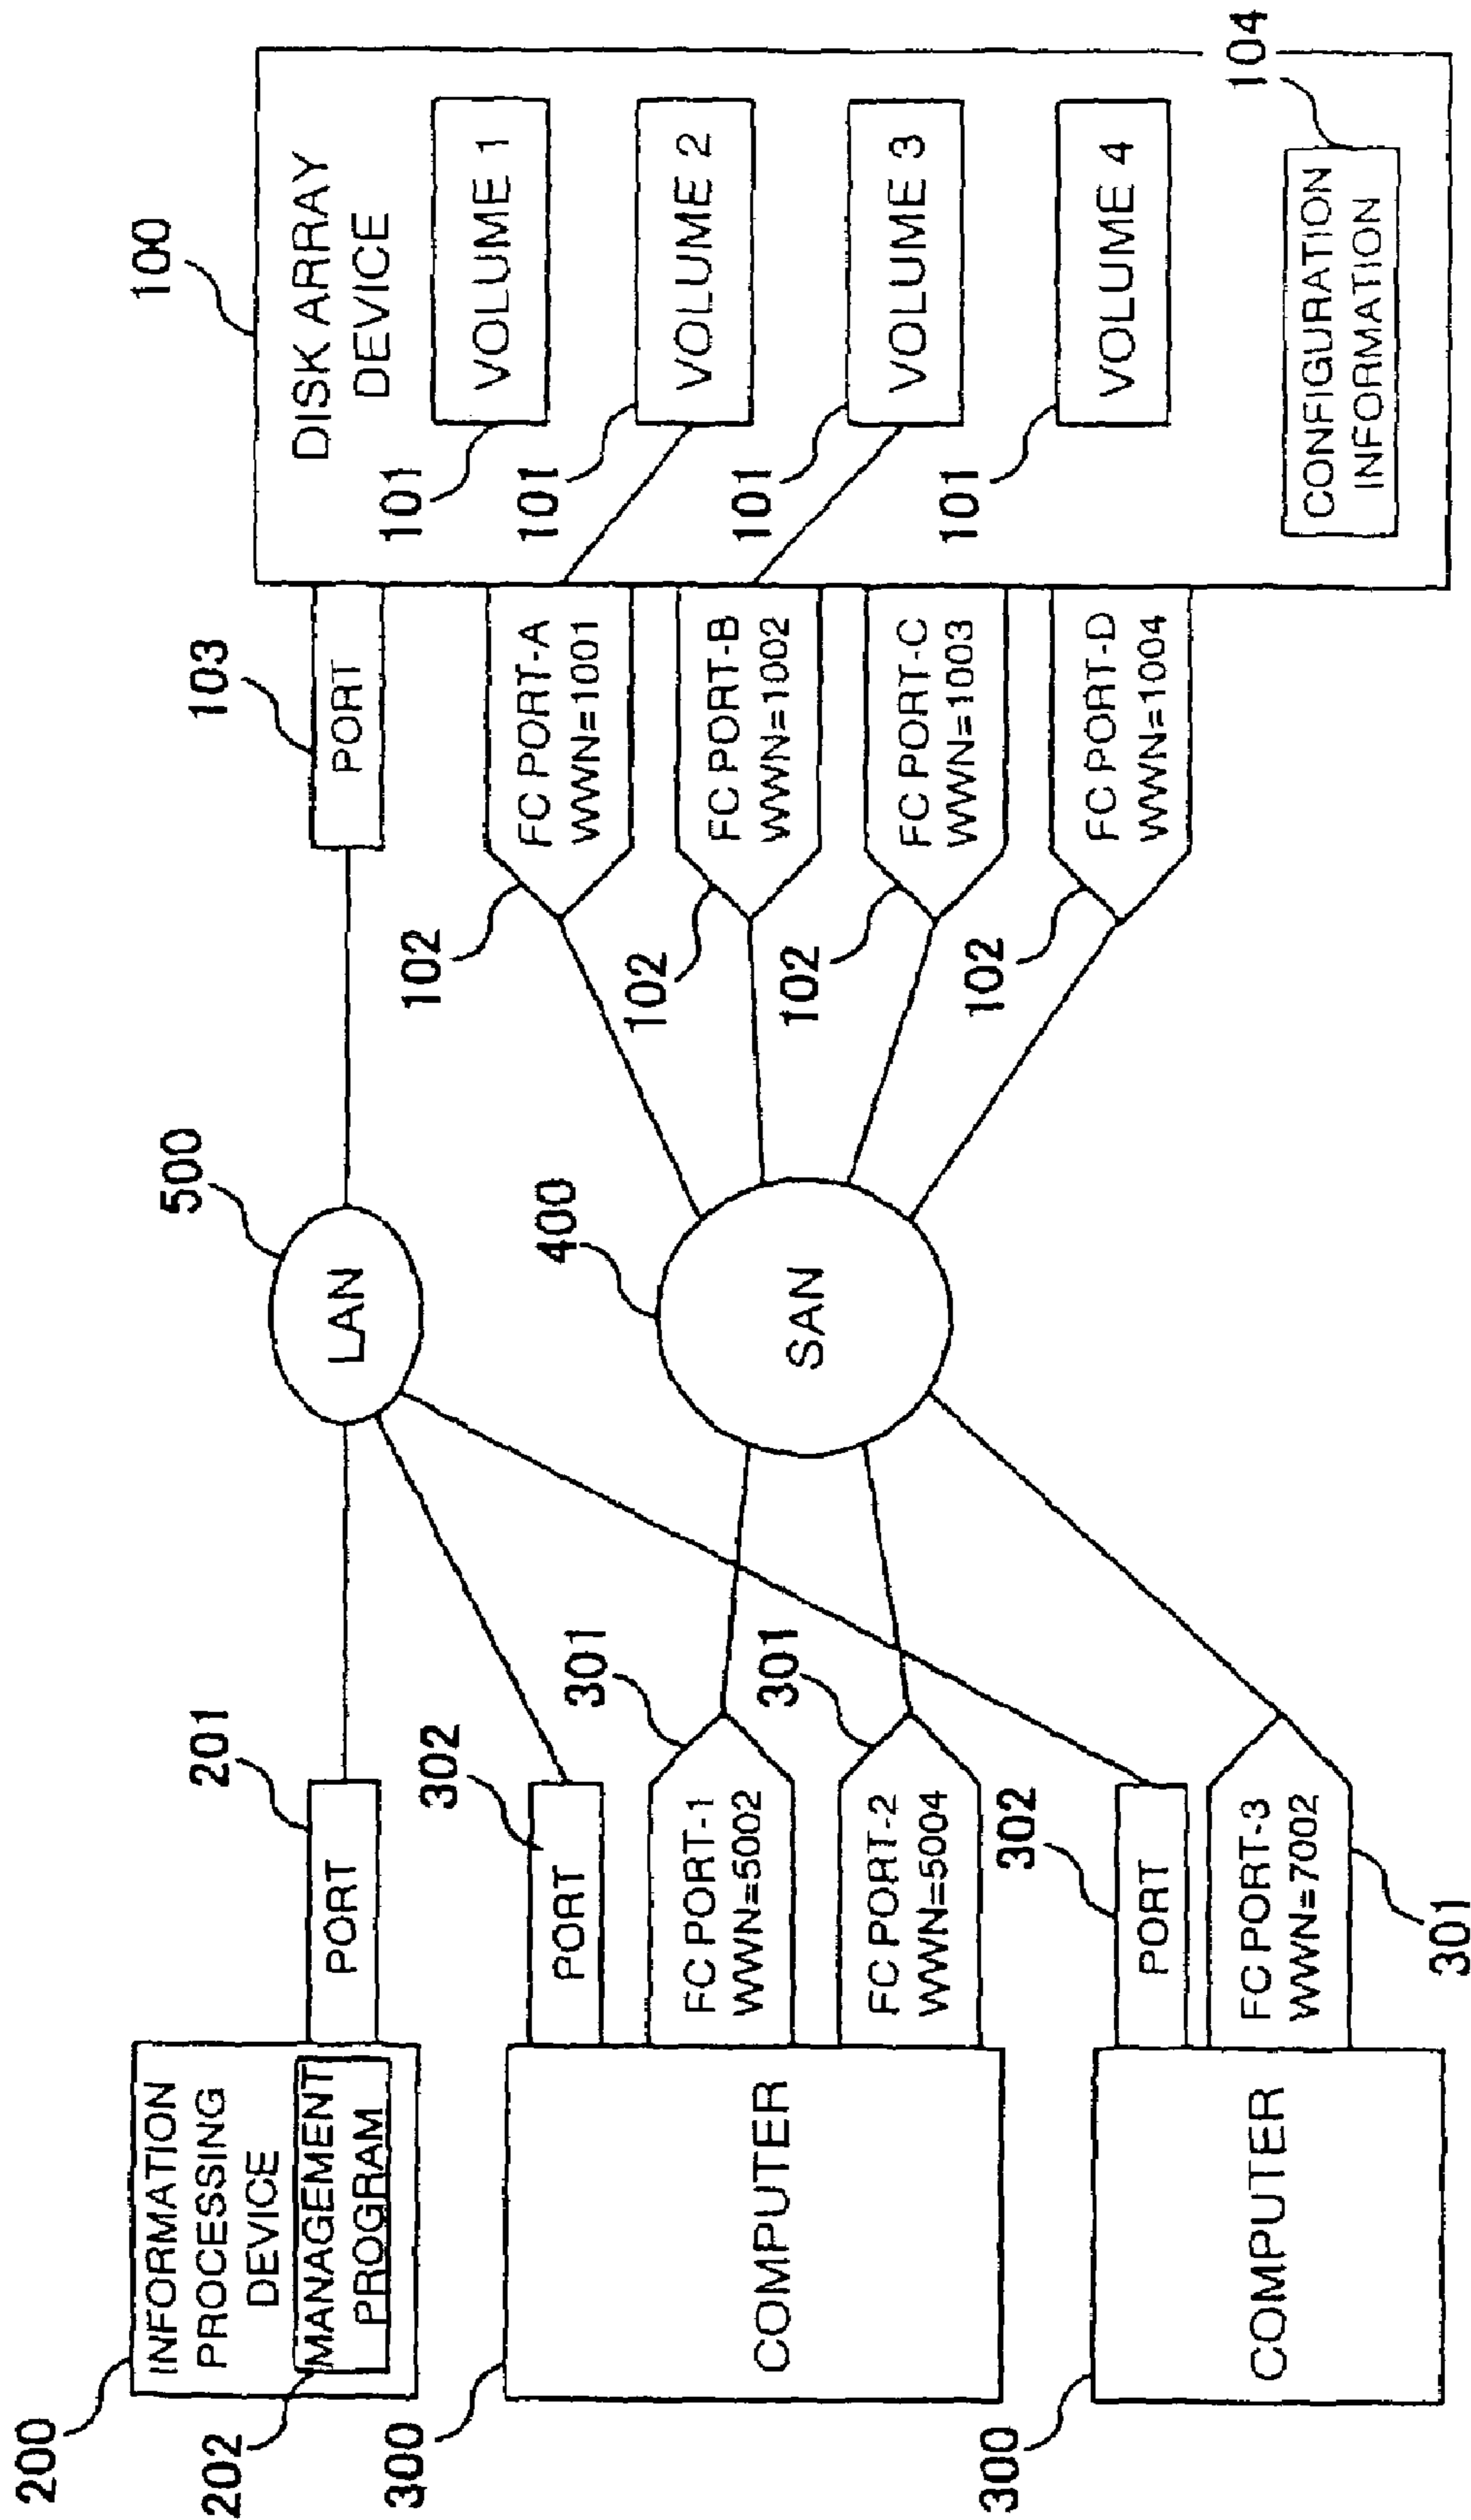 200
INFORMATION
PROCESSING
DEVICE
202
MANAGEMENT
PROGRAM
201
PORT
500
LAN
103
PORT
100
DISK ARRAY
DEVICE
300
COMPUTER
302
PORT
301
FC PORT-1
WWN=5002
301
FC PORT-2
WWN=5004
300
COMPUTER
302
PORT
FC PORT-3
WWN=7002
301
400
SAN
102
FC PORT-A
WWN=1001
102
FC PORT-B
WWN=1002
102
FC PORT-C
WWN=1003
102
FC PORT-D
WWN=1004
101
VOLUME 1
101
VOLUME 2
101
VOLUME 3
101
VOLUME 4
104
CONFIGURATION
INFORMATION